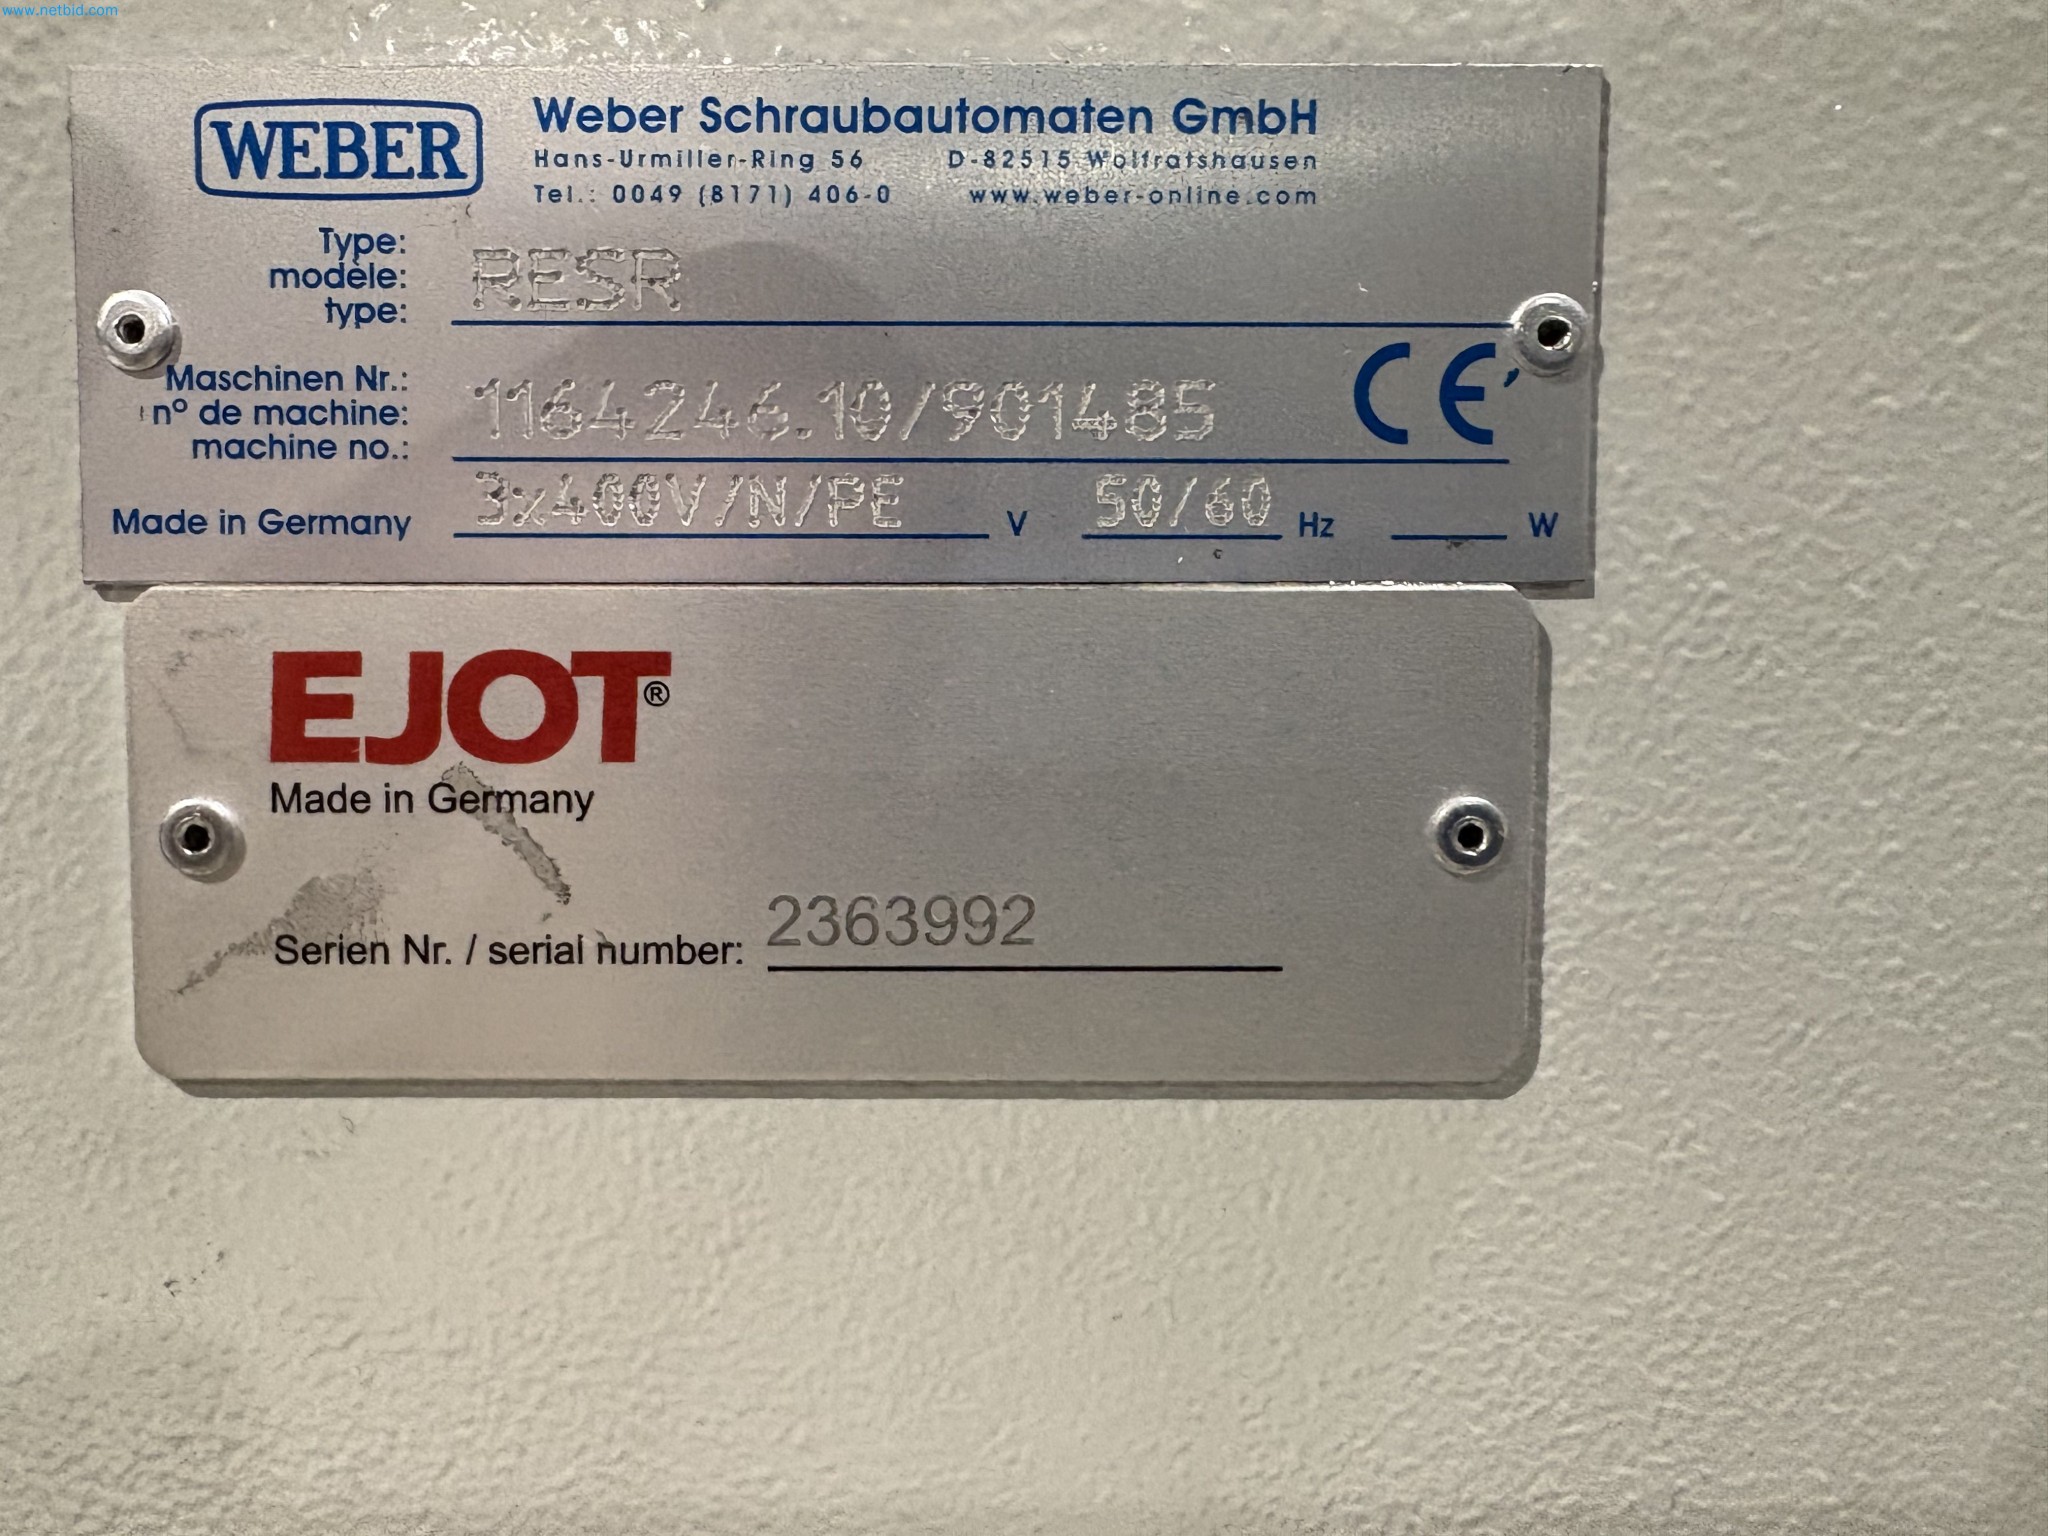 www.netbid.com
WEBER
Weber Schraubautomaten GmbH
Hans-Urmiller-Ring 56 D-82515 Wolfratshausen
Tel.: 0049 (8171) 406-0 www.weber-online.com
Type:
modèle:
type: RESR
Maschinen Nr.:
n° de machine:
machine no.: 1164246.10/901485
CE
Made in Germany 3x400V/N/PE V 50/60 Hz W
EJOT®
Made in Germany
Serien Nr. / serial number: 2363992